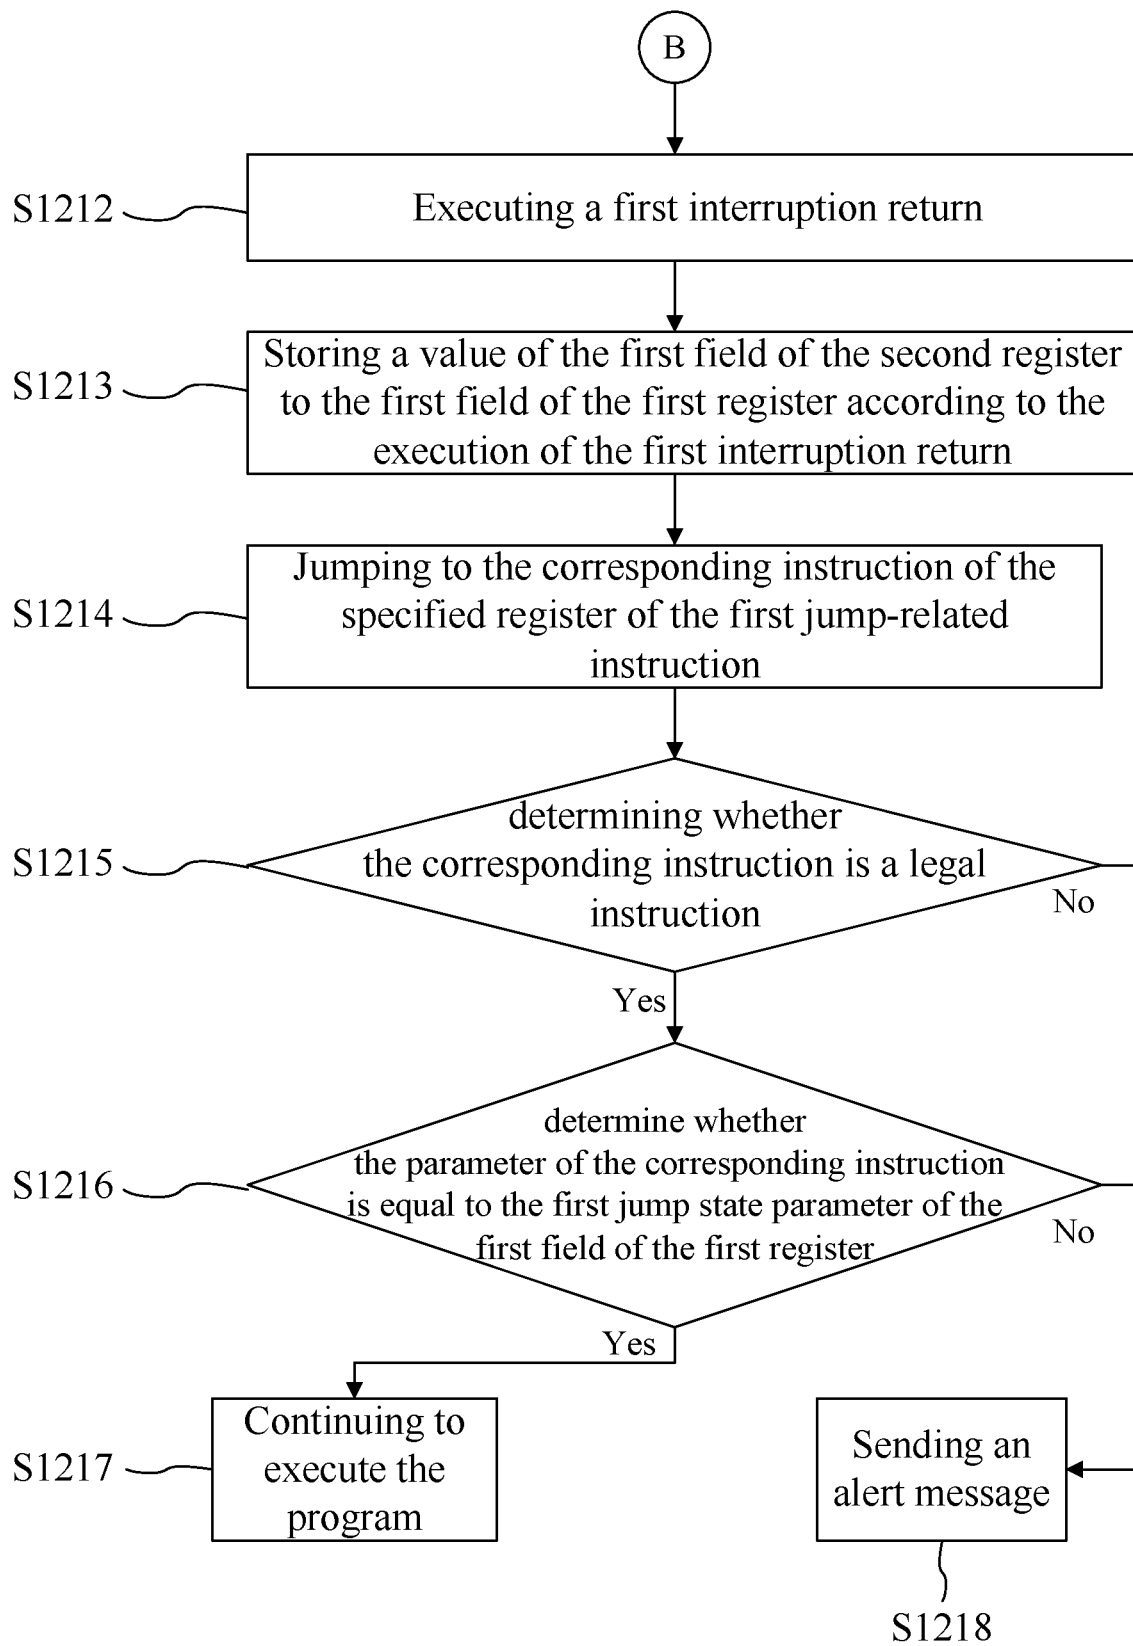 B
S1212
Executing a first interruption return
S1213
Storing a value of the first field of the second register
to the first field of the first register according to the
execution of the first interruption return
S1214
Jumping to the corresponding instruction of the
specified register of the first jump-related
instruction
S1215
determining whether
the corresponding instruction is a legal
instruction
No
Yes
S1216
determine whether
the parameter of the corresponding instruction
is equal to the first jump state parameter of the
first field of the first register
No
Yes
S1217
Continuing to
execute the
program
Sending an
alert message
S1218